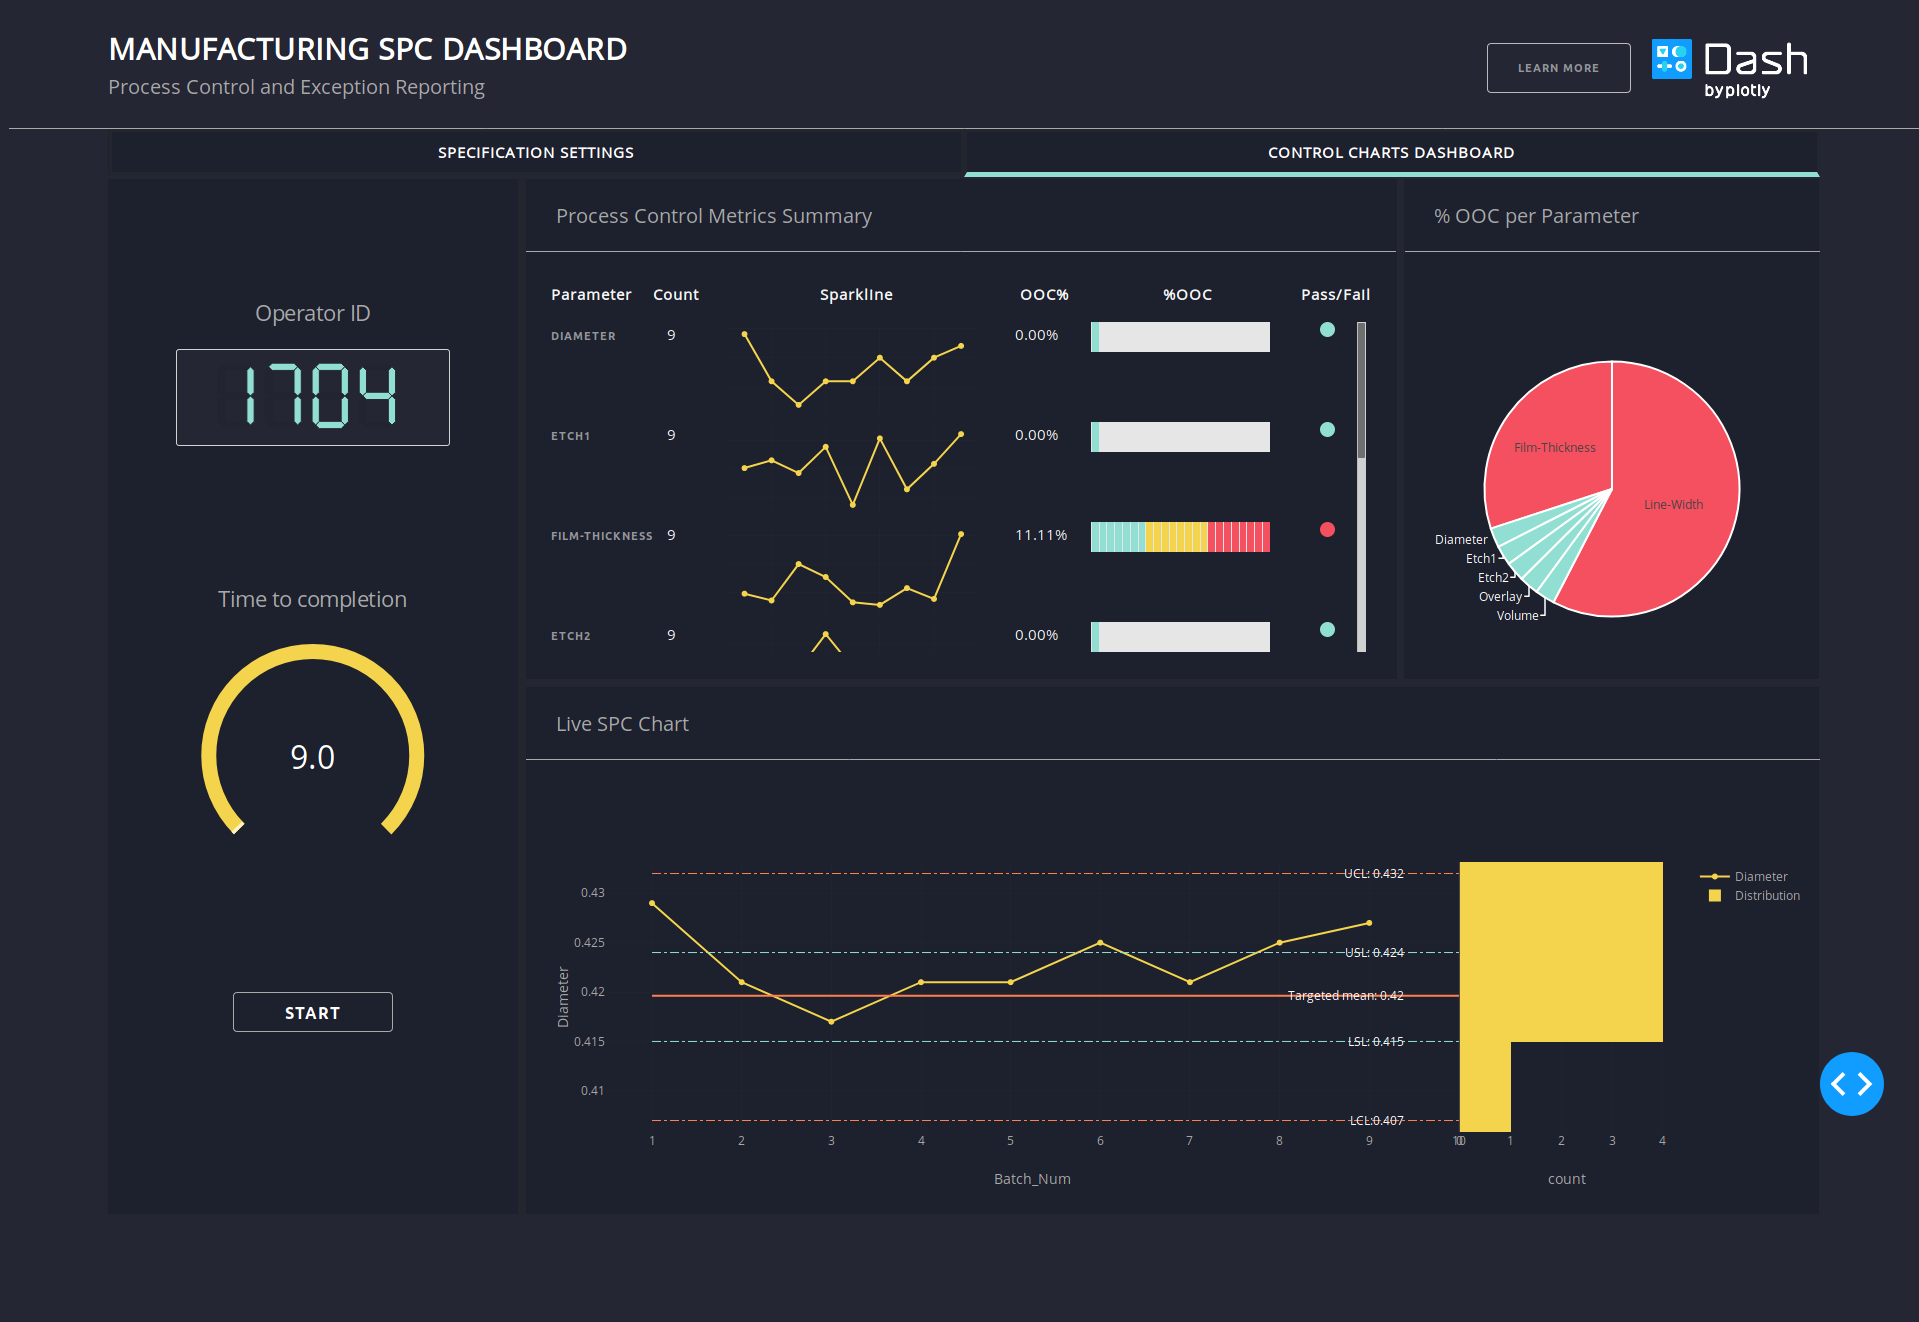 MANUFACTURING SPC DASHBOARD
Process Control and Exception Reporting
LEARN MORE
Dash
by plotly
SPECIFICATION SETTINGS
CONTROL CHARTS DASHBOARD
Operator ID
1704
Time to completion
9.0
START
Process Control Metrics Summary
Parameter Count Sparkline OOC% %OOC Pass/Fail
DIAMETER 9 0.00%
ETCH1 9 0.00%
FILM-THICKNESS 9 11.11%
ETCH2 9 0.00%
% OOC per Parameter
Film-Thickness
Line-Width
Diameter
Etch1
Etch2
Overlay
Volume
Live SPC Chart
UCL: 0.432
USL: 0.424
Targeted mean: 0.42
LSL: 0.415
LCL:0.407
0.43
0.425
0.42
0.415
0.41
Diameter
1 2 3 4 5 6 7 8 9 10
Batch_Num
0 1 2 3 4
count
Diameter
Distribution